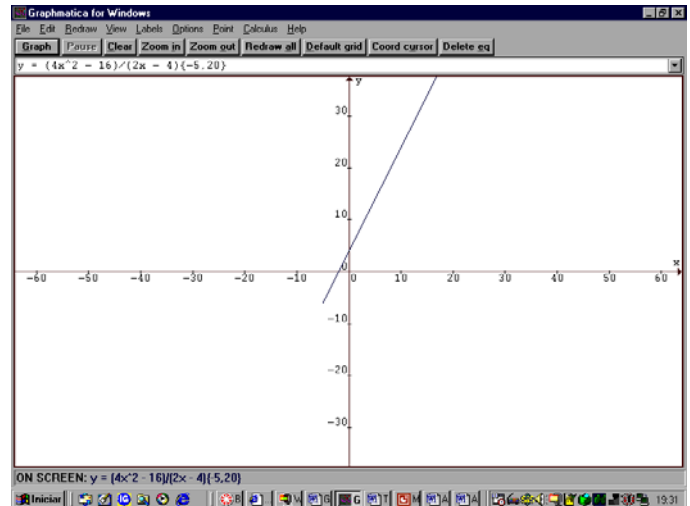 Graphmatica for Windows
File Edit Redraw View Labels Options Point Calculus Help
Graph Pause Clear Zoom in Zoom out Redraw all Default grid Coord cursor Delete eq
y = (4x^2 - 16)/(2x - 4){-5,20}
y
30
20
10
0
x
-60 -50 -40 -30 -20 -10 0 10 20 30 40 50 60
-10
-20
-30
ON SCREEN: y = (4x^2 - 16)/(2x - 4){-5,20}
Iniciar B W G G T M A A 19:31